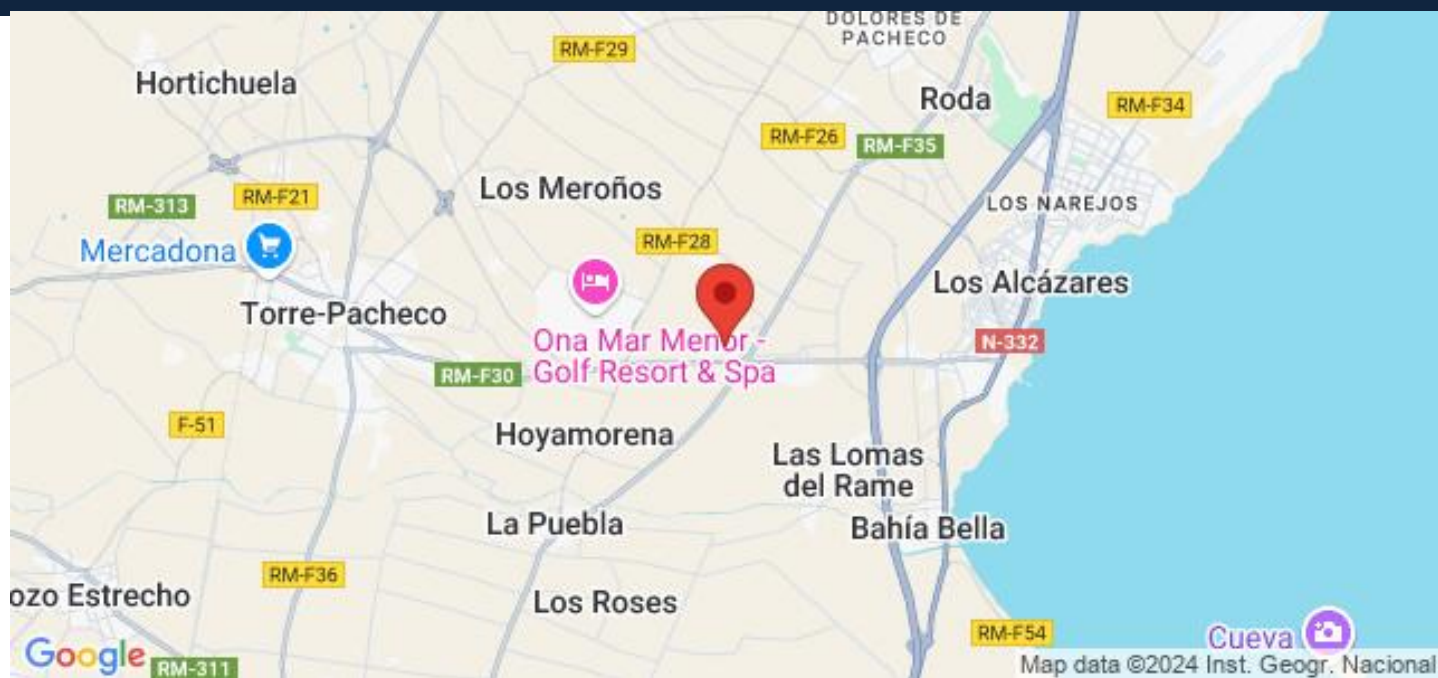 DOLORES DE
PACHECO
RM-F29
Hortichuela
Roda
RM-F34
RM-F26
RM-F35
Los Meroños
RM-F21
RM-313
LOS NAREJOS
RM-F28
Mercadona
Los Alcázares
Torre-Pacheco
Ona Mar Menor -
Golf Resort & Spa
N-332
RM-F30
F-51
Hoyamorena
Las Lomas
del Rame
La Puebla
Bahía Bella
RM-F36
ozo Estrecho
Los Roses
RM-F54
Cueva
Google
RM-311
Map data ©2024 Inst. Geogr. Nacional